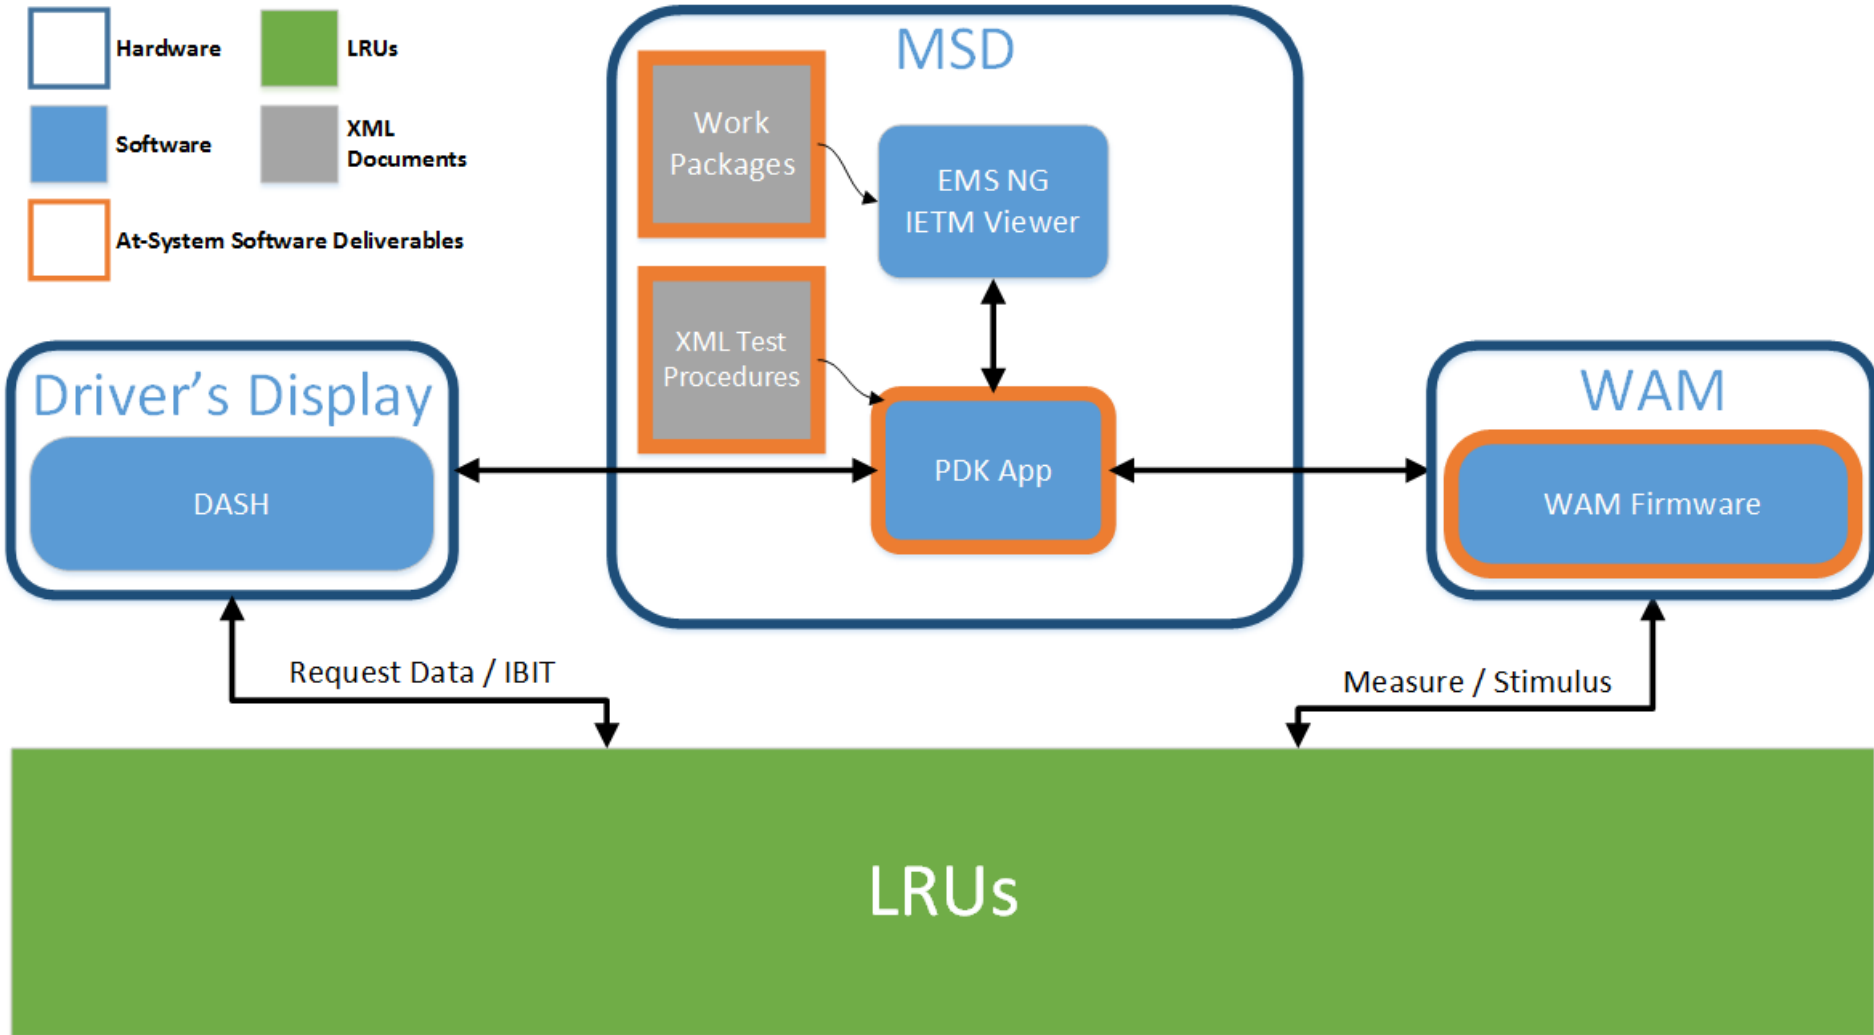 Hardware
LRUs
Software
XML
Documents
At-System Software Deliverables
MSD
Work
Packages
EMS NG
IETM Viewer
XML Test
Procedures
PDK App
Driver’s Display
DASH
WAM
WAM Firmware
Request Data / IBIT
Measure / Stimulus
LRUs